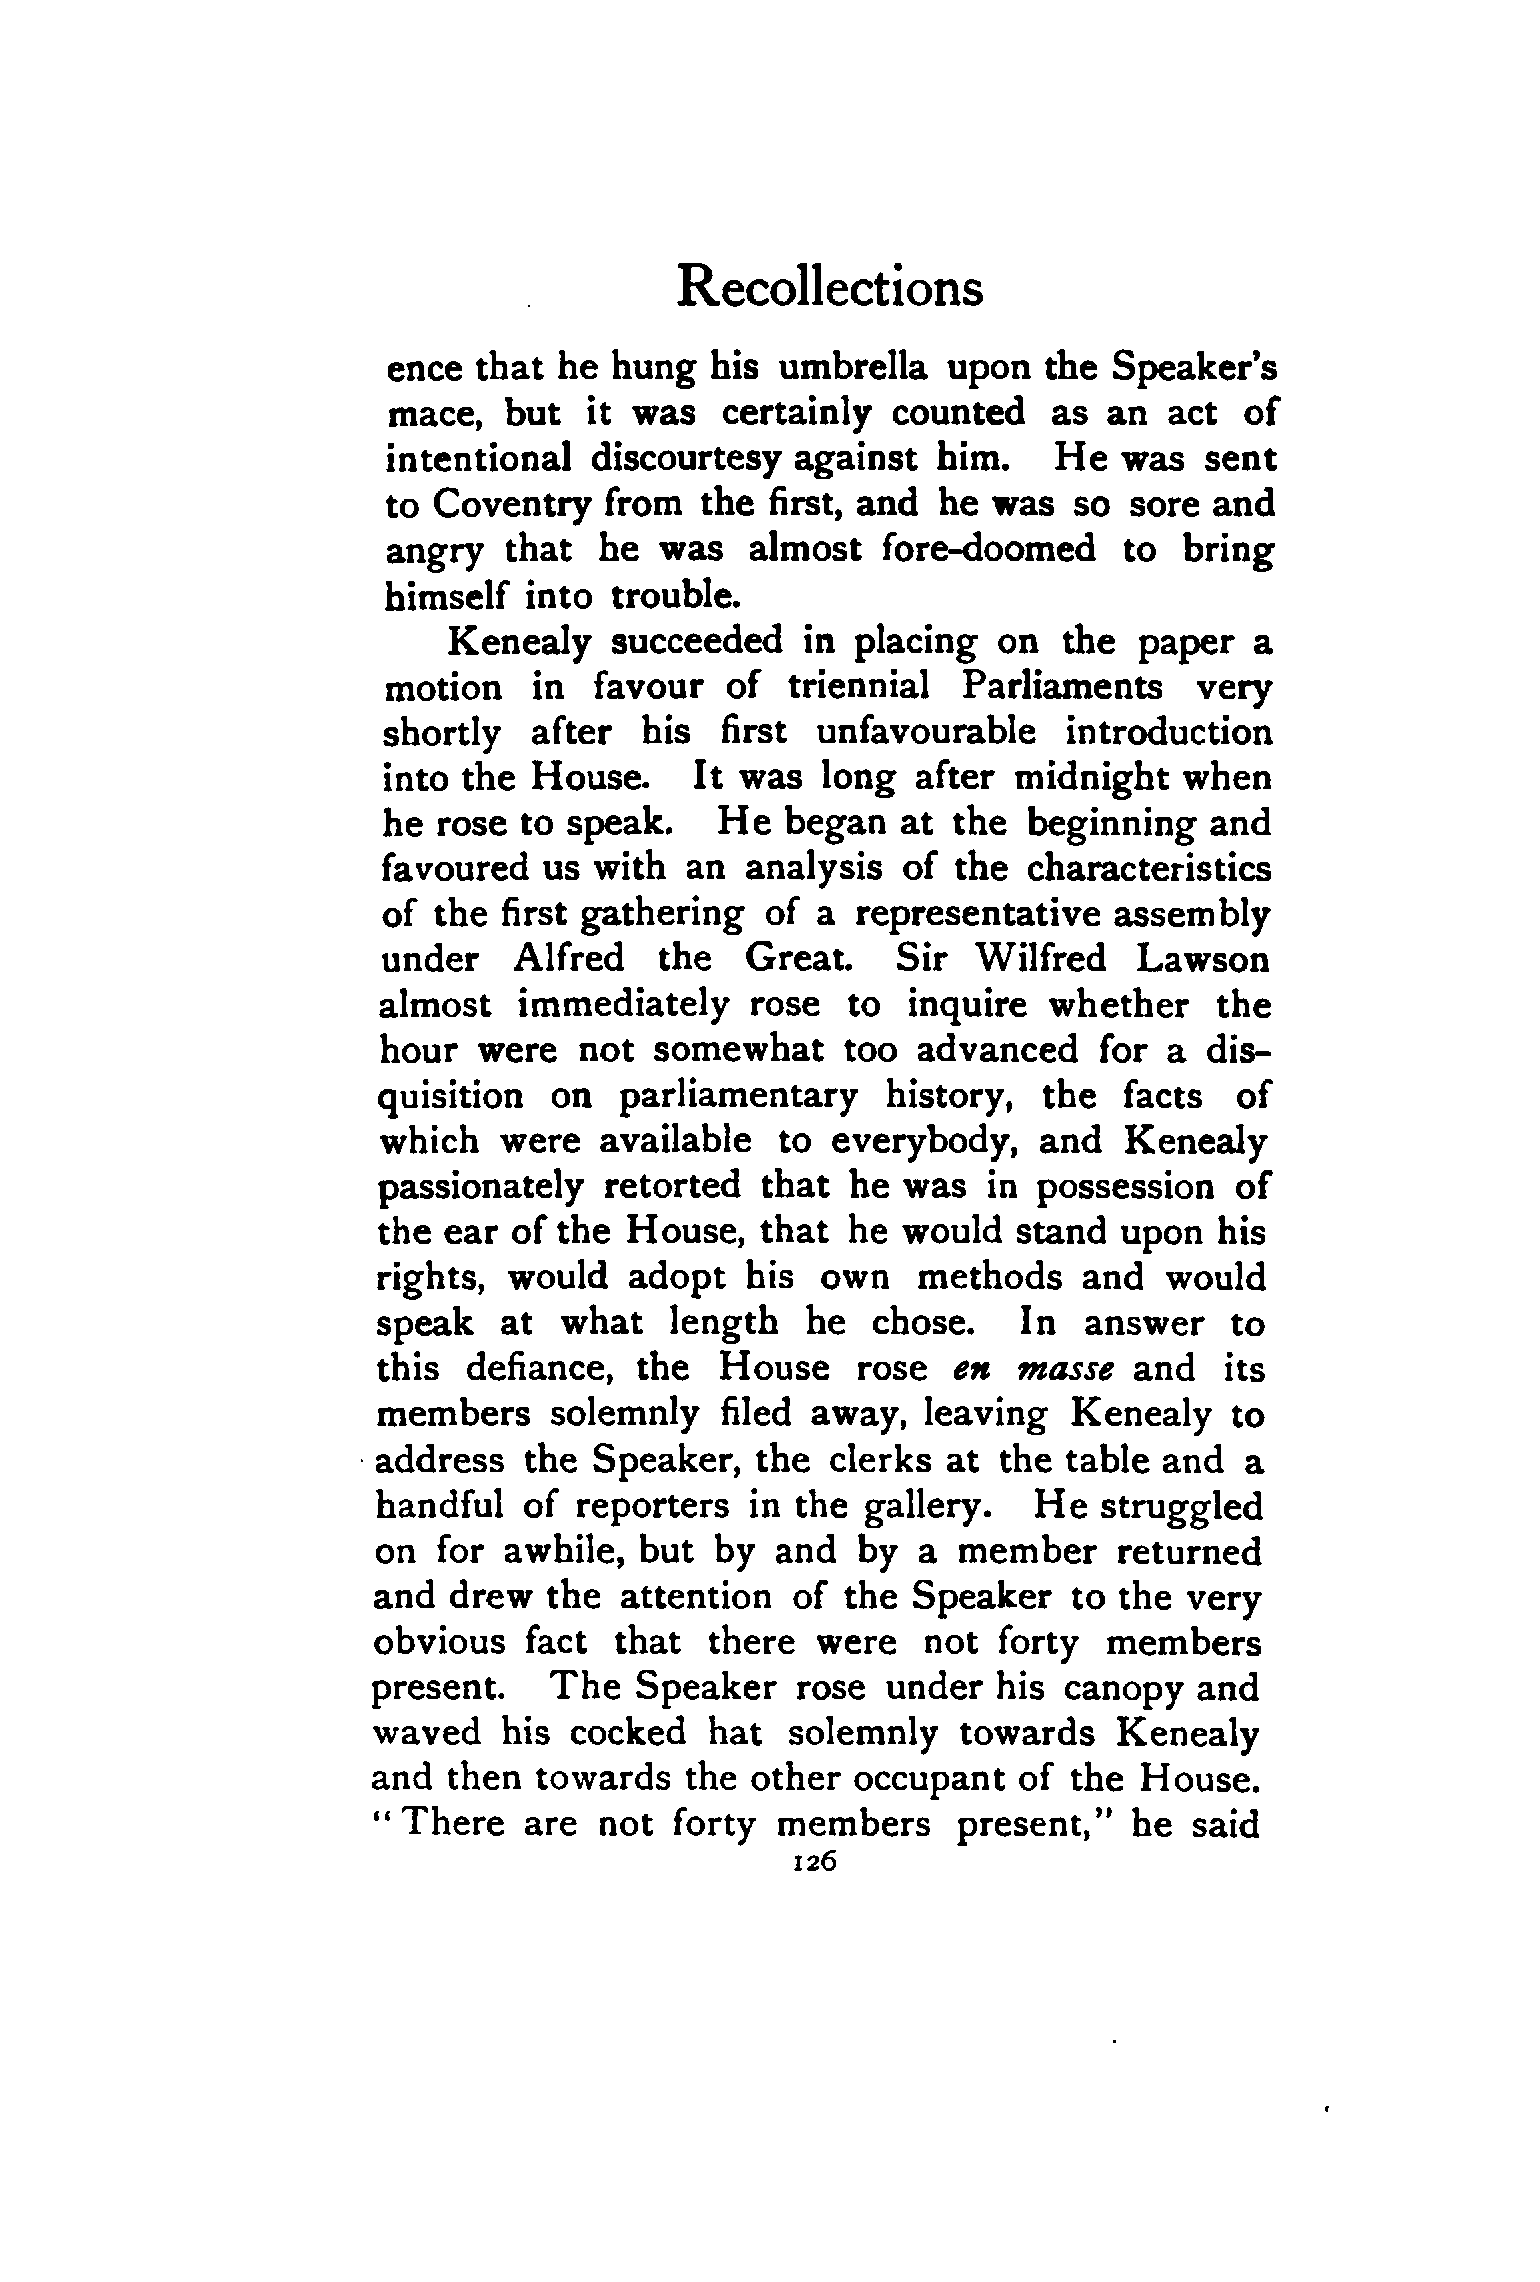 Recollections
ence that he hung his umbrella upon the Speaker's
mace, but it was certainly counted as an act of
intentional discourtesy against him. He was sent
to Coventry from the first, and he was so sore and
angry that he was almost fore-doomed to bring
himself into trouble.
Kenealy succeeded in placing on the paper a
motion in favour of triennial Parliaments very
shortly after his first unfavourable introduction
into the House. It was long after midnight when
he rose to speak. He began at the beginning and
favoured us with an analysis of the characteristics
of the first gathering of a representative assembly
under Alfred the Great. Sir Wilfred Lawson
almost immediately rose to inquire whether the
hour were not somewhat too advanced for a dis-
quisition on parliamentary history, the facts of
which were available to everybody, and Kenealy
passionately retorted that he was in possession of
the ear of the House, that he would stand upon his
rights, would adopt his own methods and would
speak at what length he chose. In answer to
this defiance, the House rose en masse and its
members solemnly filed away, leaving Kenealy to
address the Speaker, the clerks at the table and a
handful of reporters in the gallery. He struggled
on for awhile, but by and by a member returned
and drew the attention of the Speaker to the very
obvious fact that there were not forty members
present. The Speaker rose under his canopy and
waved his cocked hat solemnly towards Kenealy
and then towards the other occupant of the House.
"There are not forty members present," he said
126